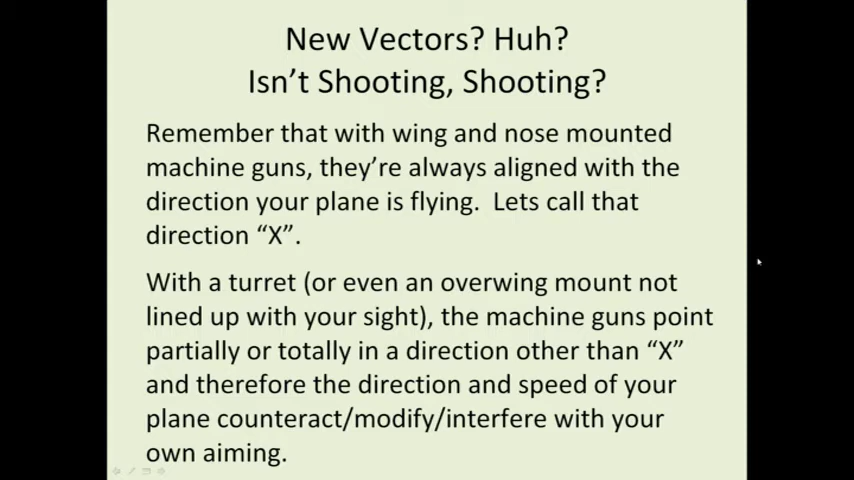 New Vectors? Huh?
Isn’t Shooting, Shooting?
Remember that with wing and nose mounted
machine guns, they’re always aligned with the
direction your plane is flying.  Lets call that
direction “X”.
With a turret (or even an overwing mount not
lined up with your sight), the machine guns point
partially or totally in a direction other than “X”
and therefore the direction and speed of your
plane counteract/modify/interfere with your
own aiming.